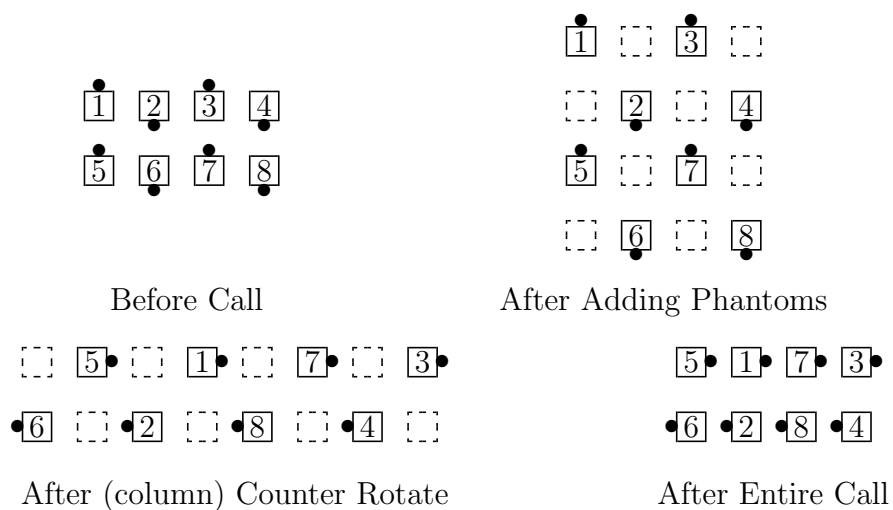 1 2 3 4
5 6 7 8
Before Call
1 3
2 4
5 7
6 8
After Adding Phantoms
5 1 7 3
6 2 8 4
After (column) Counter Rotate
5 1 7 3
6 2 8 4
After Entire Call